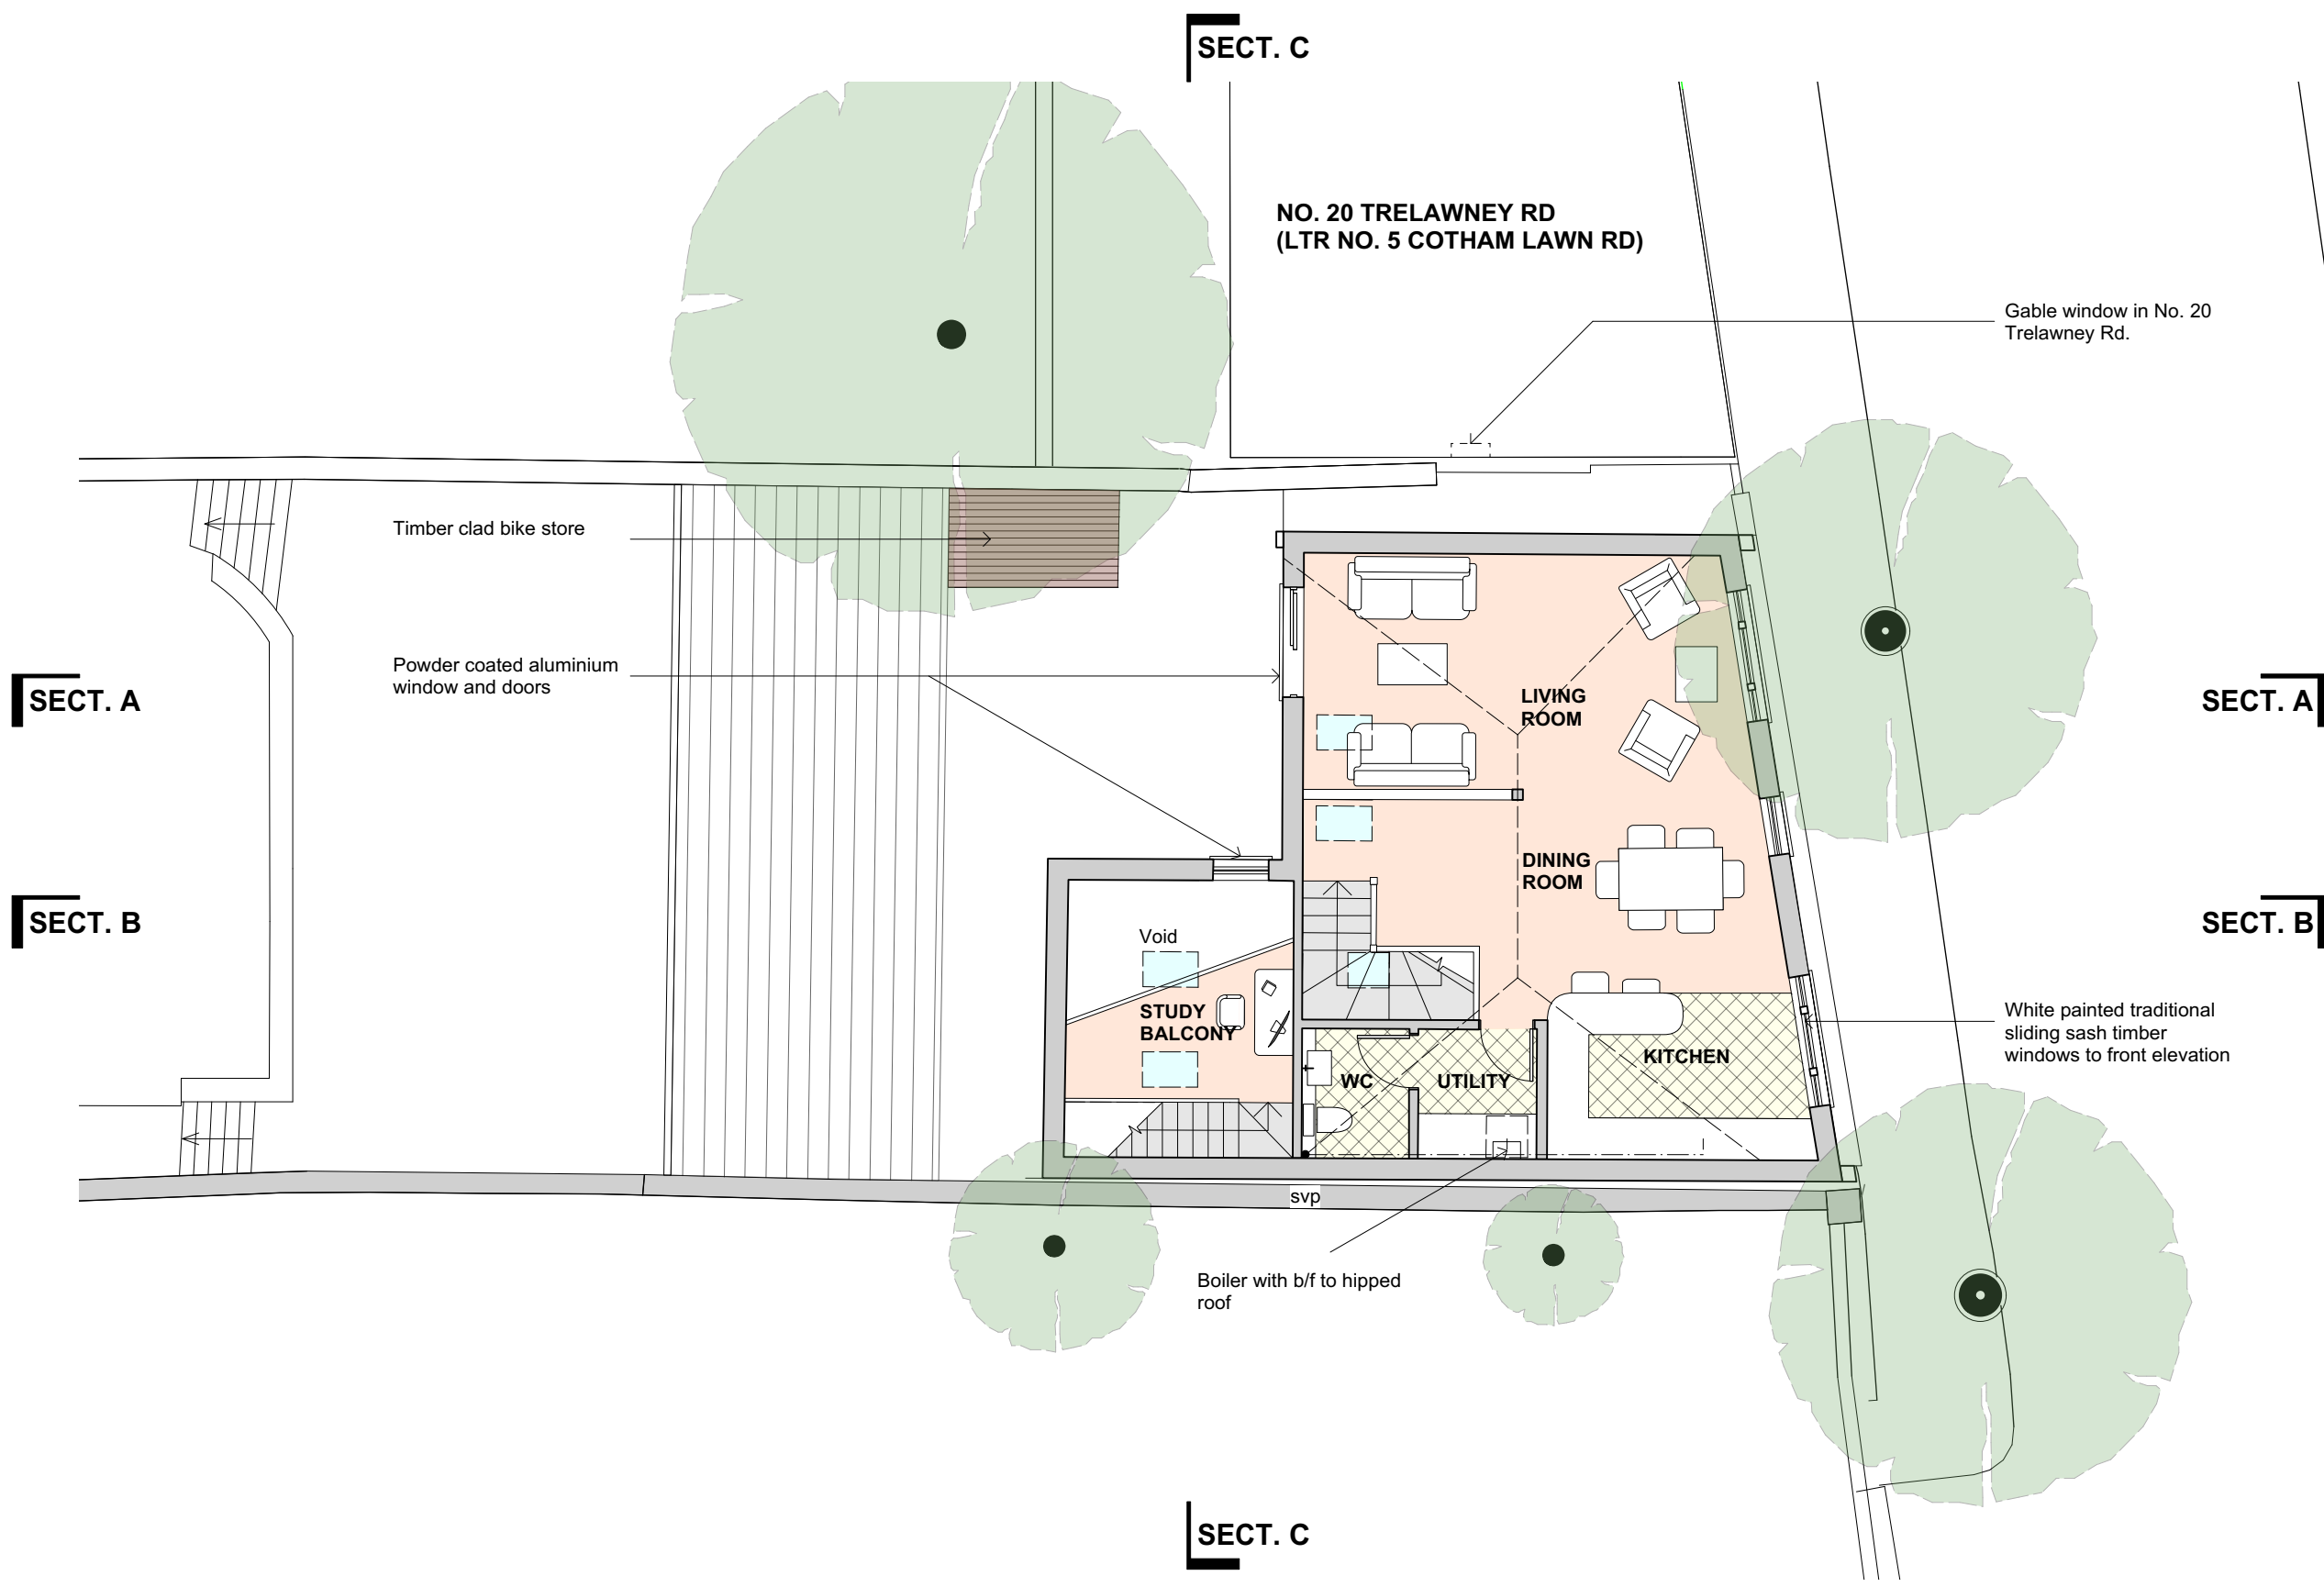 SECT. C
NO. 20 TRELAWNEY RD
(LTR NO. 5 COTHAM LAWN RD)
Gable window in No. 20
Trelawney Rd.
Timber clad bike store
Powder coated aluminium
window and doors
SECT. A
LIVING
ROOM
SECT. A
DINING
ROOM
SECT. B
SECT. B
Void
STUDY
BALCONY
WC
UTILITY
KITCHEN
White painted traditional
sliding sash timber
windows to front elevation
svp
Boiler with b/f to hipped
roof
SECT. C